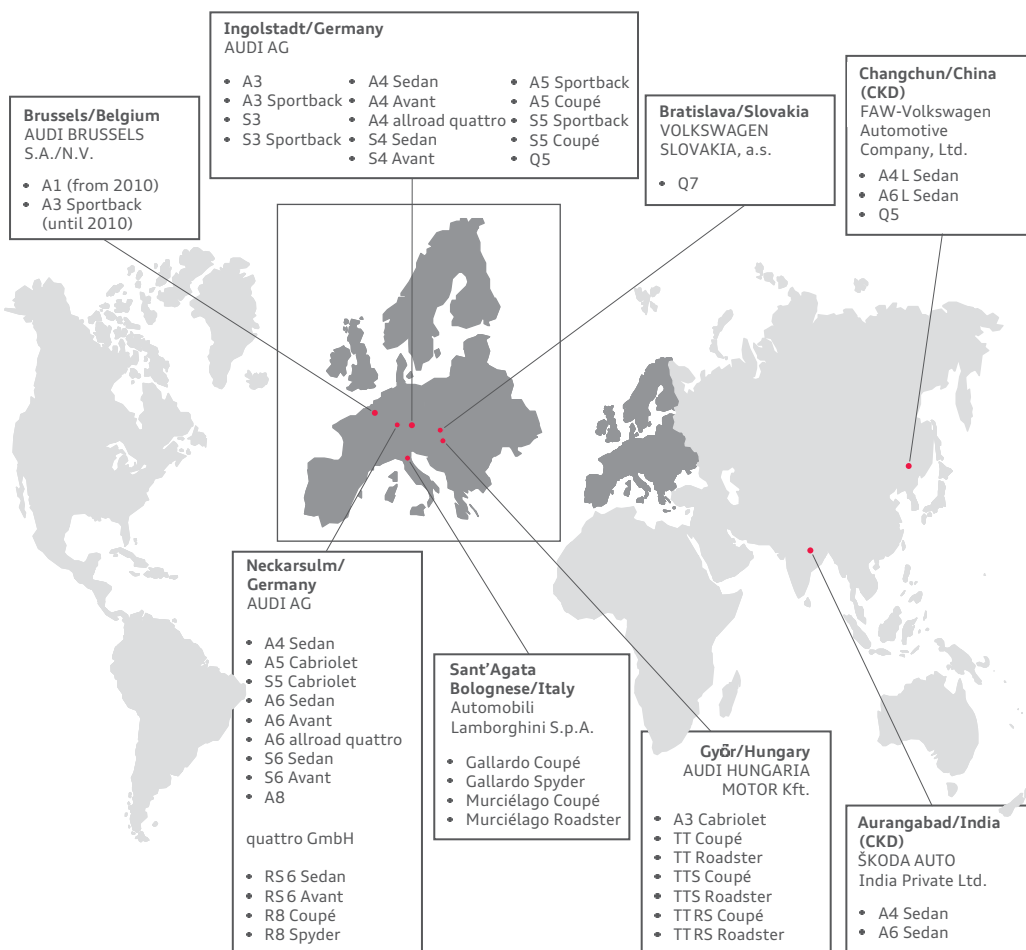 Ingolstadt/Germany
AUDI AG
• A3
• A3 Sportback
• S3
• S3 Sportback
• A4 Sedan
• A4 Avant
• A4 allroad quattro
• S4 Sedan
• S4 Avant
• A5 Sportback
• A5 Coupé
• S5 Sportback
• S5 Coupé
• Q5
Brussels/Belgium
AUDI BRUSSELS
S.A./N.V.
• A1 (from 2010)
• A3 Sportback
(until 2010)
Bratislava/Slovakia
VOLKSWAGEN
SLOVAKIA, a.s.
• Q7
Changchun/China
(CKD)
FAW-Volkswagen
Automotive
Company, Ltd.
• A4 L Sedan
• A6 L Sedan
• Q5
Neckarsulm/
Germany
AUDI AG
• A4 Sedan
• A5 Cabriolet
• S5 Cabriolet
• A6 Sedan
• A6 Avant
• A6 allroad quattro
• S6 Sedan
• S6 Avant
• A8
quattro GmbH
• RS 6 Sedan
• RS 6 Avant
• R8 Coupé
• R8 Spyder
Sant'Agata
Bolognese/Italy
Automobili
Lamborghini S.p.A.
• Gallardo Coupé
• Gallardo Spyder
• Murciélago Coupé
• Murciélago Roadster
Győr/Hungary
AUDI HUNGARIA
MOTOR Kft.
• A3 Cabriolet
• TT Coupé
• TT Roadster
• TTS Coupé
• TTS Roadster
• TT RS Coupé
• TT RS Roadster
Aurangabad/India
(CKD)
ŠKODA AUTO
India Private Ltd.
• A4 Sedan
• A6 Sedan